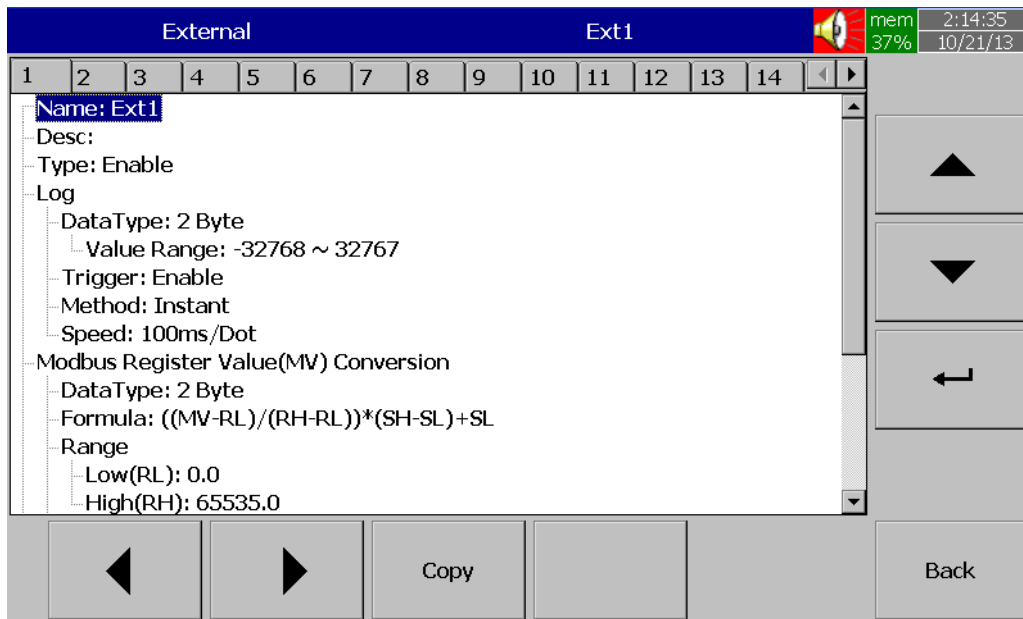 External Ext1 mem 2:14:35
37% 10/21/13
1 2 3 4 5 6 7 8 9 10 11 12 13 14
Name: Ext1
Desc:
Type: Enable
Log
DataType: 2 Byte
Value Range: -32768 ~ 32767
Trigger: Enable
Method: Instant
Speed: 100ms/Dot
Modbus Register Value(MV) Conversion
DataType: 2 Byte
Formula: ((MV-RL)/(RH-RL))*(SH-SL)+SL
Range
Low(RL): 0.0
High(RH): 65535.0
Copy Back